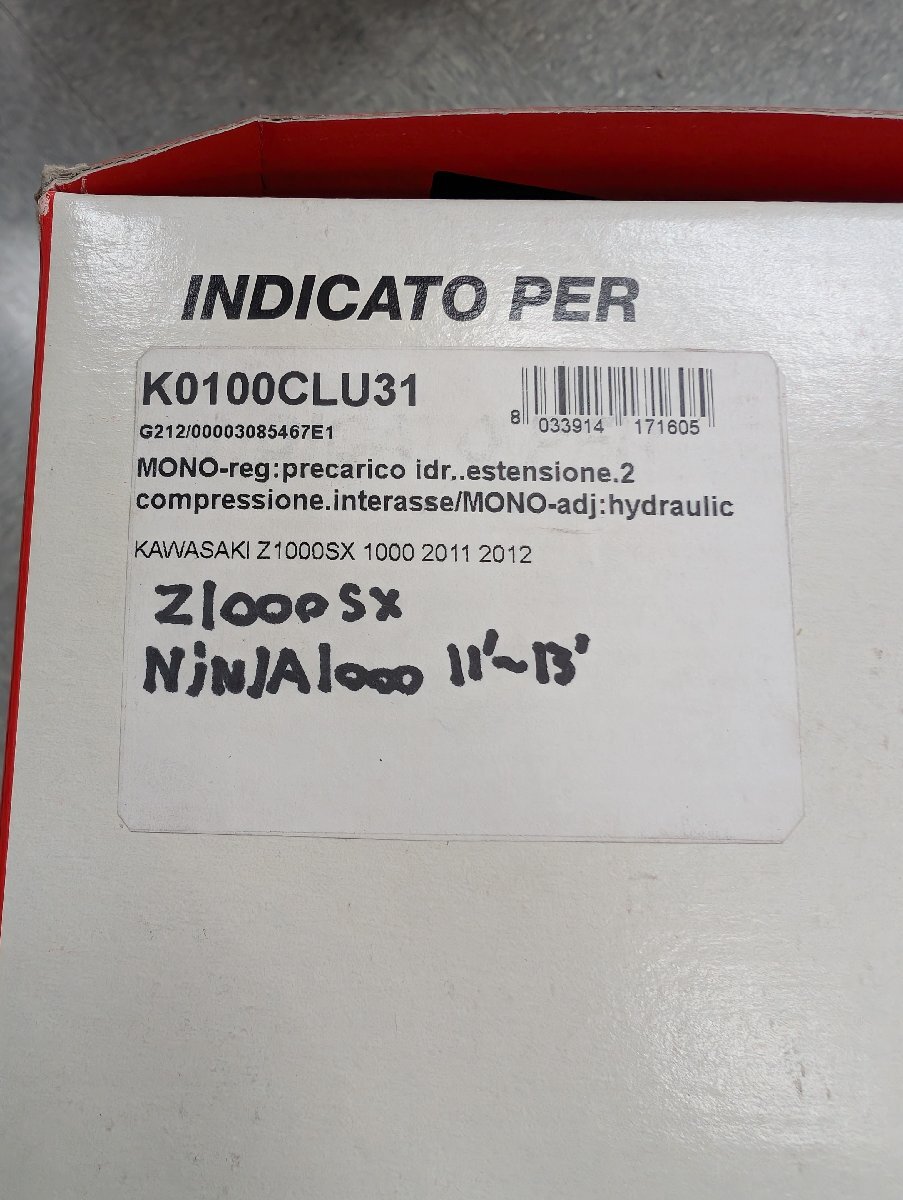 INDICATO PER
K0100CLU31
G212/00003085467E1
8 033914 171605
MONO-reg:precarico idr,.estensione.2
compressione.interasse/MONO-adj:hydraulic
KAWASAKI Z1000SX 1000 2011 2012
Z1000SX
NiNJA1000 11'~13'